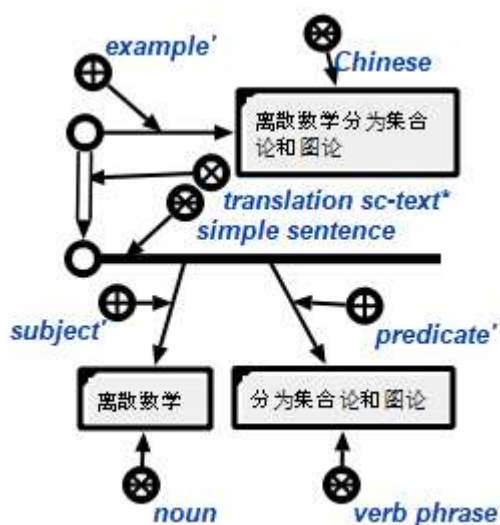 example'
Chinese
离散数学分为集合
论和图论
translation sc-text*
simple sentence
subject'
predicate'
离散数学
分为集合论和图论
noun
verb phrase